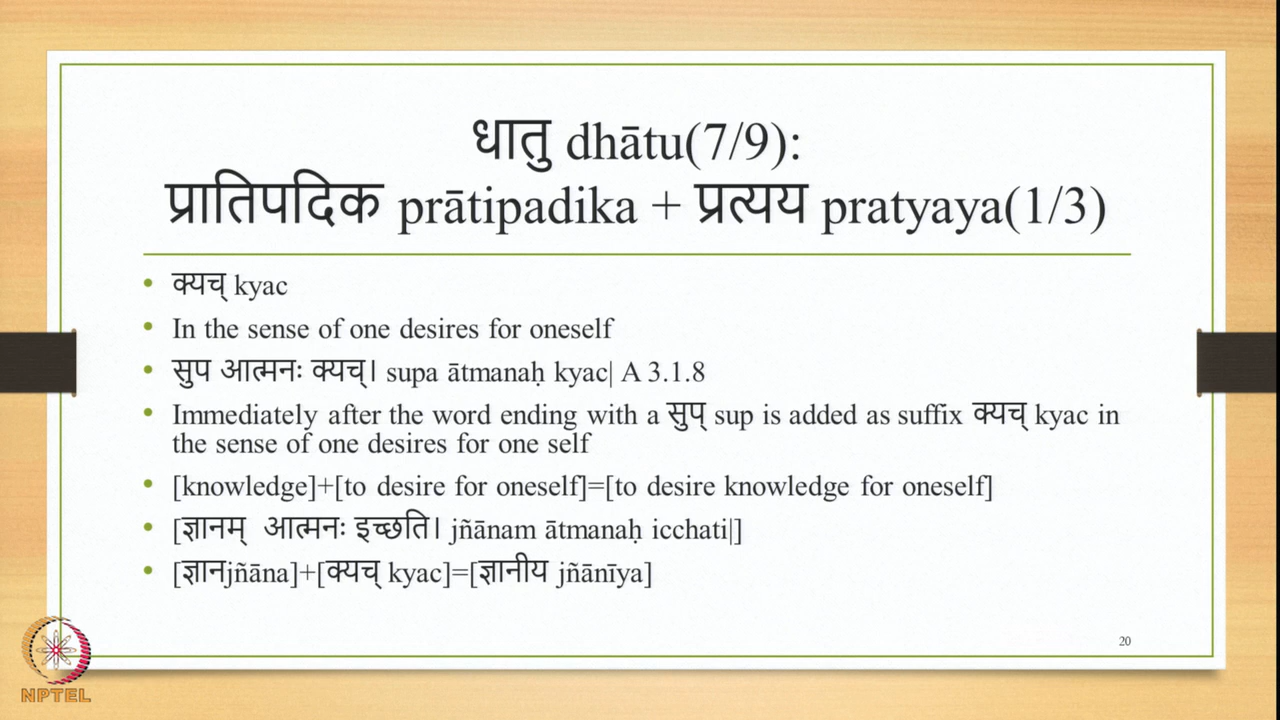 धातु dhātu(7/9):
प्रातिपदिक prātipadika + प्रत्यय pratyaya(1/3)
• क्यच् kyac
• In the sense of one desires for oneself
• सुप आत्मनः क्यच्। supa ātmanaḥ kyac| A 3.1.8
• Immediately after the word ending with a सुप् sup is added as suffix क्यच् kyac in
the sense of one desires for one self
• [knowledge]+[to desire for oneself]=[to desire knowledge for oneself]
• [ज्ञानम् आत्मनः इच्छति। jñānam ātmanaḥ icchati|]
• [ज्ञानjñāna]+[क्यच् kyac]=[ज्ञानीय jñānīya]
20
NPTEL